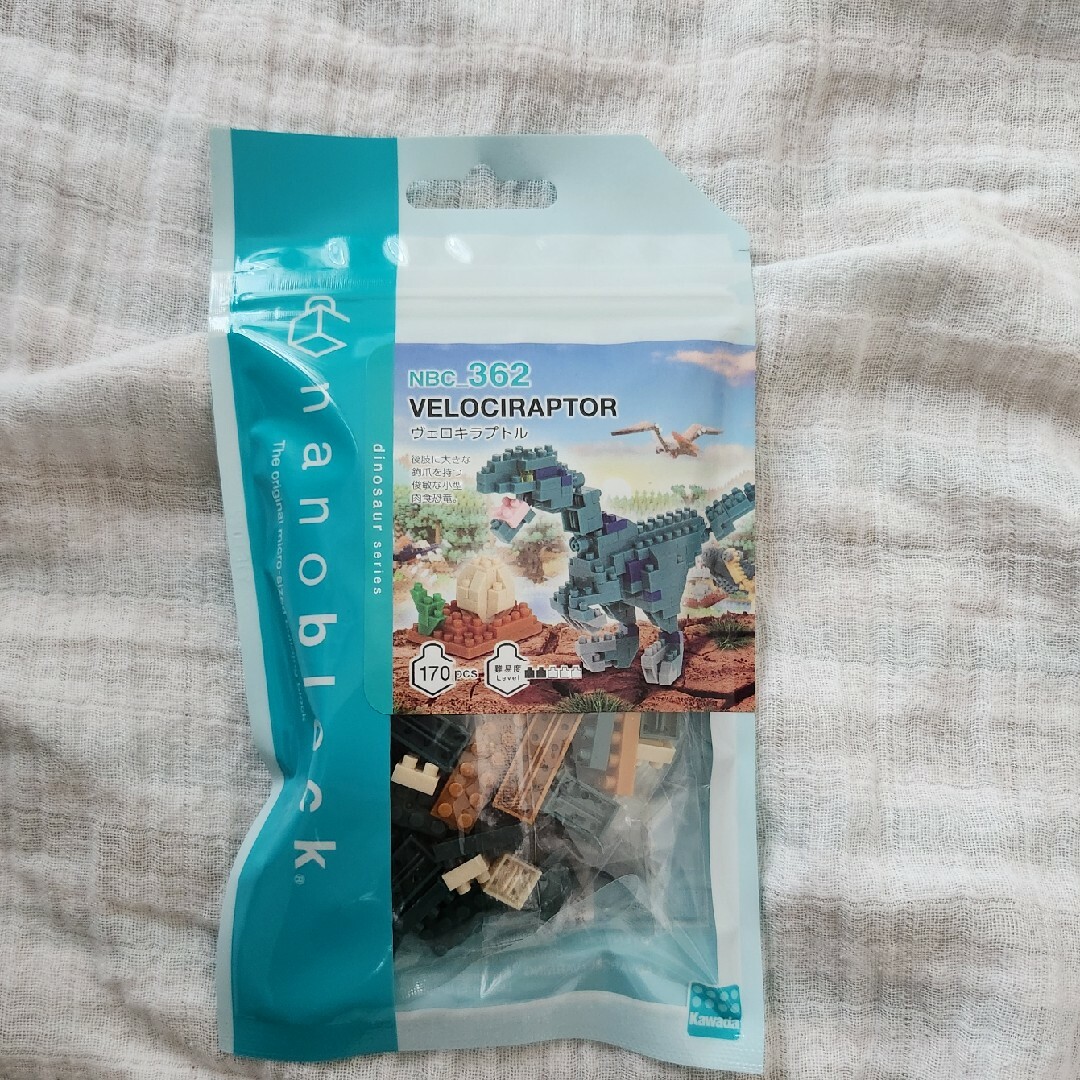 nanoblock®
The original micro-sized
dinosaur series
NBC_362
VELOCIRAPTOR
ヴェロキラプトル
後肢に大きな
鉤爪を持つ
俊敏な小型
肉食恐竜。
170 pcs
難易度
Level
Kawada